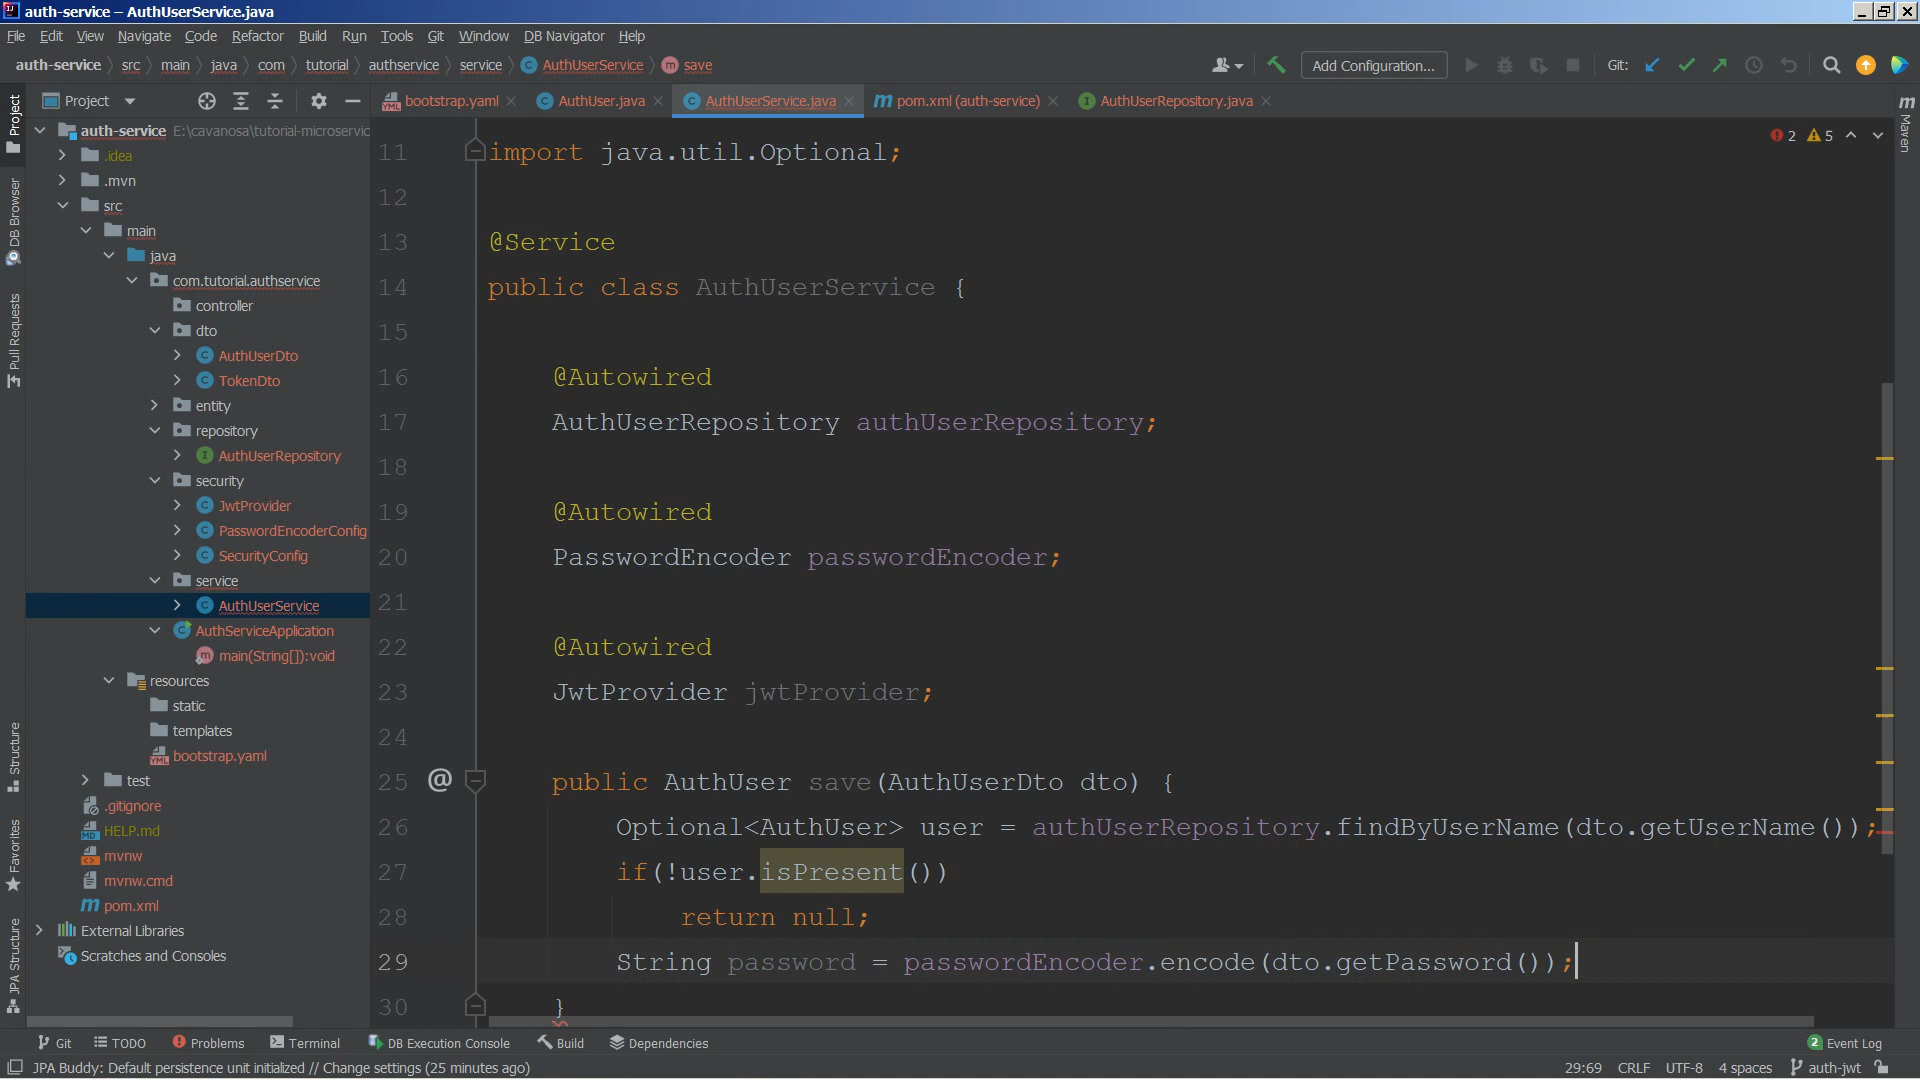 auth-service – AuthUserService.java
File Edit View Navigate Code Refactor Build Run Tools Git Window DB Navigator Help
auth-service src main java com tutorial authservice service AuthUserService save Add Configuration... Git:
Project bootstrap.yaml AuthUser.java AuthUserService.java pom.xml (auth-service) AuthUserRepository.java
Project
DB Browser
Pull Requests
Structure
Favorites
JPA Structure
Maven
auth-service E:\cavanosa\tutorial-microservic
.idea
.mvn
src
main
java
com.tutorial.authservice
controller
dto
AuthUserDto
TokenDto
entity
repository
AuthUserRepository
security
JwtProvider
PasswordEncoderConfig
SecurityConfig
service
AuthUserService
AuthServiceApplication
main(String[]):void
resources
static
templates
bootstrap.yaml
test
.gitignore
HELP.md
mvnw
mvnw.cmd
pom.xml
External Libraries
Scratches and Consoles
2 5
11 import java.util.Optional;
12
13 @Service
14 public class AuthUserService {
15
16 @Autowired
17 AuthUserRepository authUserRepository;
18
19 @Autowired
20 PasswordEncoder passwordEncoder;
21
22 @Autowired
23 JwtProvider jwtProvider;
24
25 @ public AuthUser save(AuthUserDto dto) {
26 Optional<AuthUser> user = authUserRepository.findByUserName(dto.getUserName());
27 if(!user.isPresent())
28 return null;
29 String password = passwordEncoder.encode(dto.getPassword());
30 }
Git TODO Problems Terminal DB Execution Console Build Dependencies 2 Event Log
JPA Buddy: Default persistence unit initialized // Change settings (25 minutes ago) 29:69 CRLF UTF-8 4 spaces auth-jwt